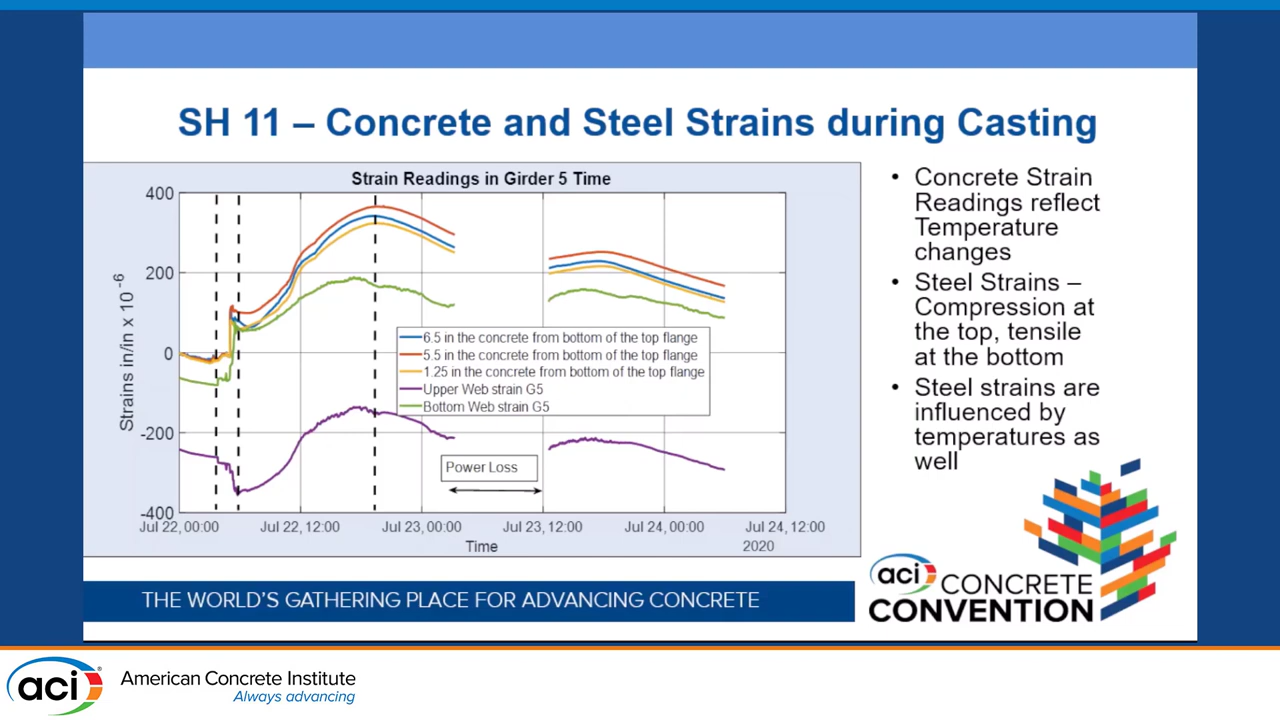 SH 11 – Concrete and Steel Strains during Casting
Strain Readings in Girder 5 Time
400
200
0
-200
-400
Strains in/in x 10 -6
6.5 in the concrete from bottom of the top flange
5.5 in the concrete from bottom of the top flange
1.25 in the concrete from bottom of the top flange
Upper Web strain G5
Bottom Web strain G5
Power Loss
Jul 22, 00:00
Jul 22, 12:00
Jul 23, 00:00
Jul 23, 12:00
Jul 24, 00:00
Jul 24, 12:00
Time
2020
• Concrete Strain
Readings reflect
Temperature
changes
• Steel Strains –
Compression at
the top, tensile
at the bottom
• Steel strains are
influenced by
temperatures as
well
THE WORLD'S GATHERING PLACE FOR ADVANCING CONCRETE
aci CONCRETE
CONVENTION
aci®
American Concrete Institute
Always advancing